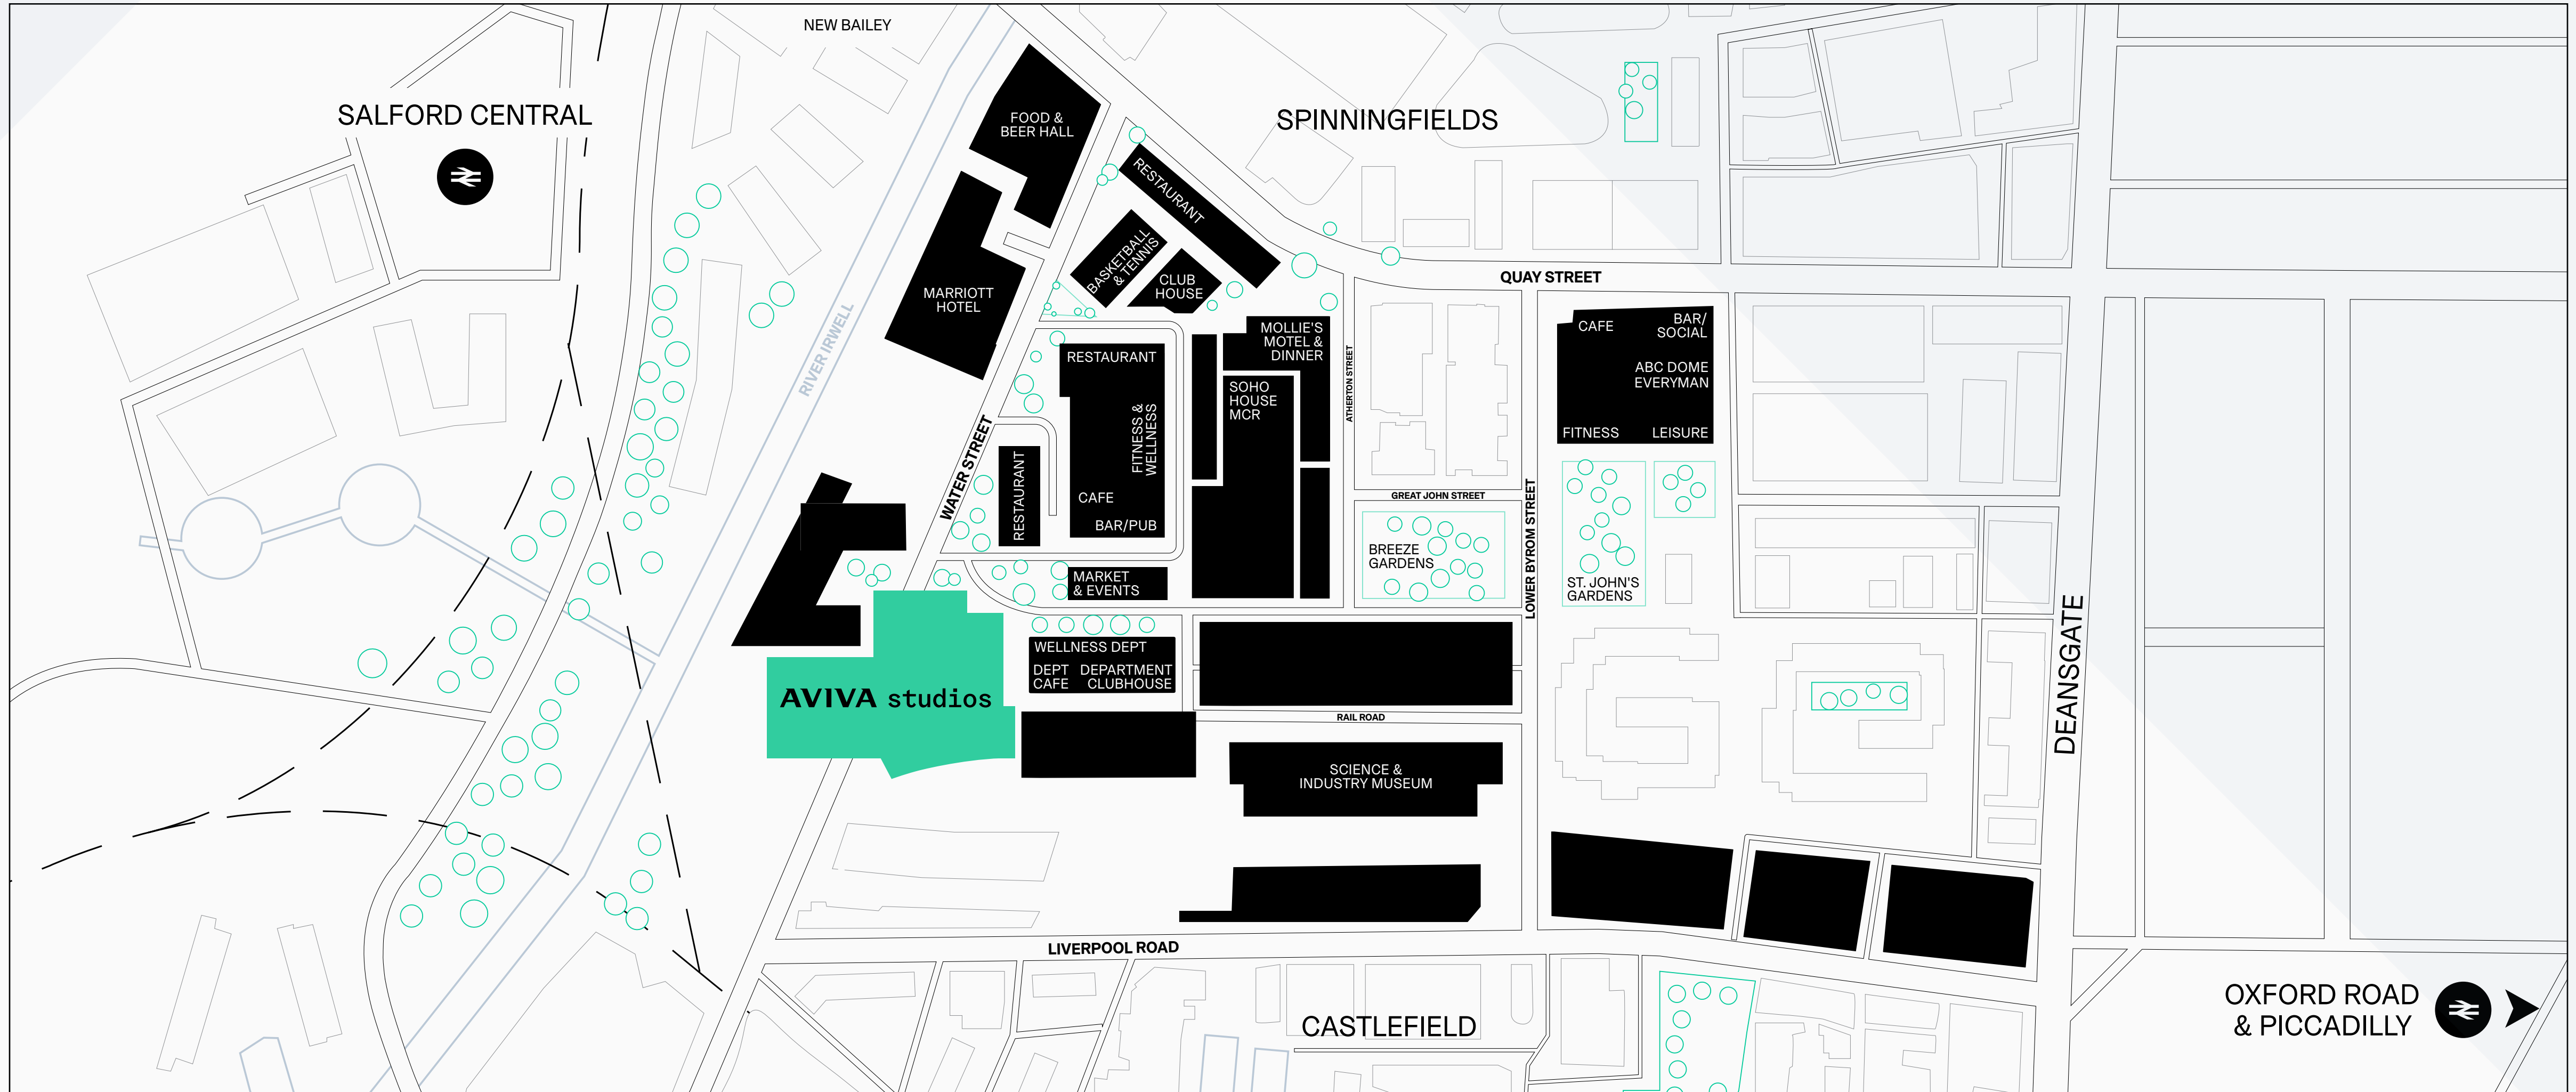 NEW BAILEY
SALFORD CENTRAL
SPINNINGFIELDS
FOOD &
BEER HALL
RESTAURANT
BASKETBALL
& TENNIS
CLUB
HOUSE
MARRIOTT
HOTEL
QUAY STREET
RIVER IRWELL
MOLLIE'S
MOTEL &
DINNER
CAFE
BAR/
SOCIAL
ABC DOME
EVERYMAN
FITNESS
LEISURE
RESTAURANT
FITNESS &
WELLNESS
CAFE
BAR/PUB
SOHO
HOUSE
MCR
ATHERTON STREET
WATER STREET
RESTAURANT
GREAT JOHN STREET
LOWER BYROM STREET
BREEZE
GARDENS
ST. JOHN'S
GARDENS
MARKET
& EVENTS
WELLNESS DEPT
DEPT
CAFE
DEPARTMENT
CLUBHOUSE
AVIVA studios
DEANSGATE
RAIL ROAD
SCIENCE &
INDUSTRY MUSEUM
LIVERPOOL ROAD
CASTLEFIELD
OXFORD ROAD
& PICCADILLY